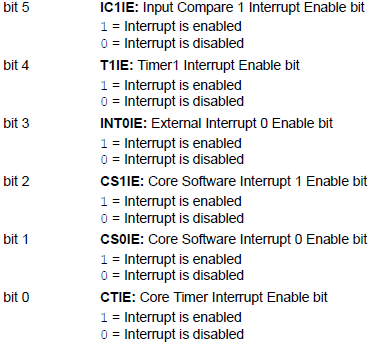 bit 5 IC1IE: Input Compare 1 Interrupt Enable bit
1 = Interrupt is enabled
0 = Interrupt is disabled
bit 4 T1IE: Timer1 Interrupt Enable bit
1 = Interrupt is enabled
0 = Interrupt is disabled
bit 3 INT0IE: External Interrupt 0 Enable bit
1 = Interrupt is enabled
0 = Interrupt is disabled
bit 2 CS1IE: Core Software Interrupt 1 Enable bit
1 = Interrupt is enabled
0 = Interrupt is disabled
bit 1 CS0IE: Core Software Interrupt 0 Enable bit
1 = Interrupt is enabled
0 = Interrupt is disabled
bit 0 CTIE: Core Timer Interrupt Enable bit
1 = Interrupt is enabled
0 = Interrupt is disabled